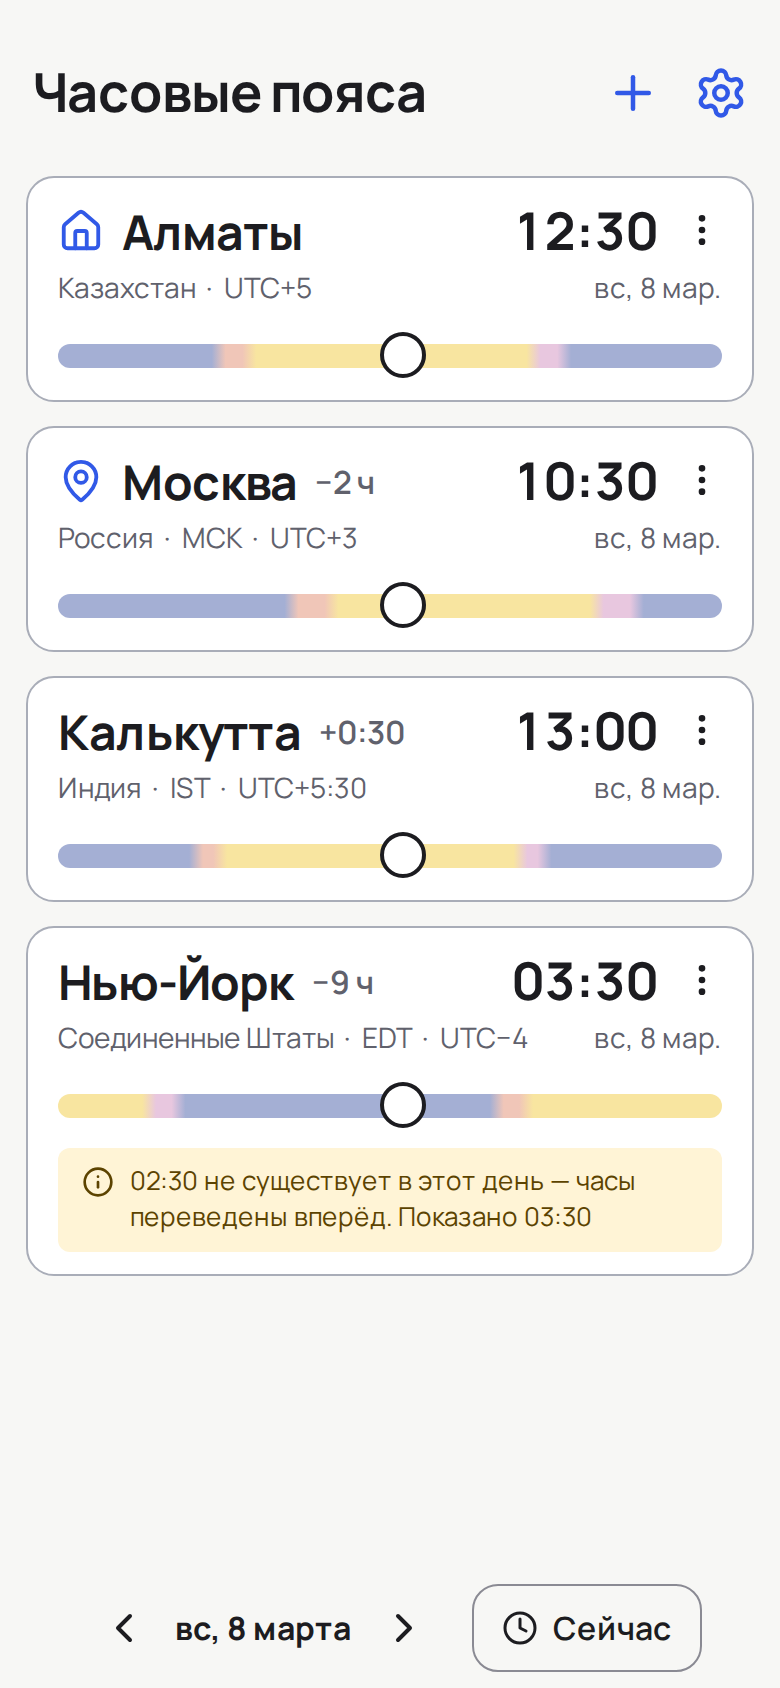 Часовые пояса
Алматы 12:30
Казахстан · UTC+5 вс, 8 мар.
Москва −2 ч 10:30
Россия · МСК · UTC+3 вс, 8 мар.
Калькутта +0:30 13:00
Индия · IST · UTC+5:30 вс, 8 мар.
Нью-Йорк −9 ч 03:30
Соединенные Штаты · EDT · UTC−4 вс, 8 мар.
02:30 не существует в этот день — часы
переведены вперёд. Показано 03:30
вс, 8 марта Сейчас